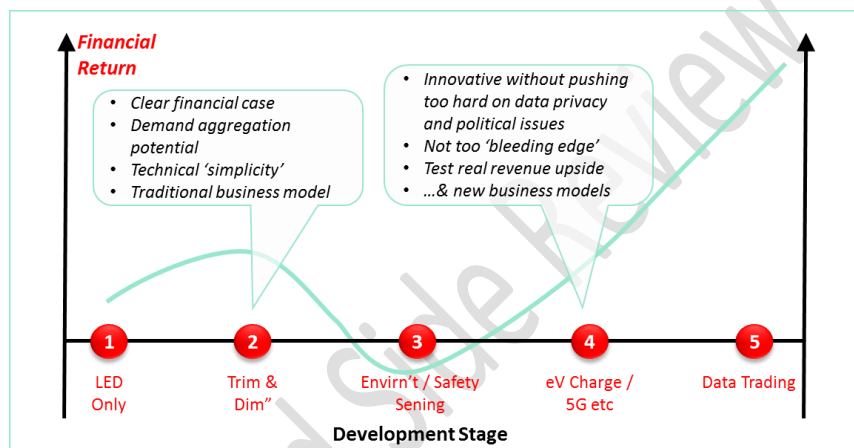 Financial
Return
• Clear financial case
• Demand aggregation
potential
• Technical ‘simplicity’
• Traditional business model
• Innovative without pushing
too hard on data privacy
and political issues
• Not too ‘bleeding edge’
• Test real revenue upside
• …& new business models
1
2
3
4
5
LED
Only
Trim &
Dim”
Envirn’t / Safety
Sening
eV Charge /
5G etc
Data Trading
Development Stage
Side Review